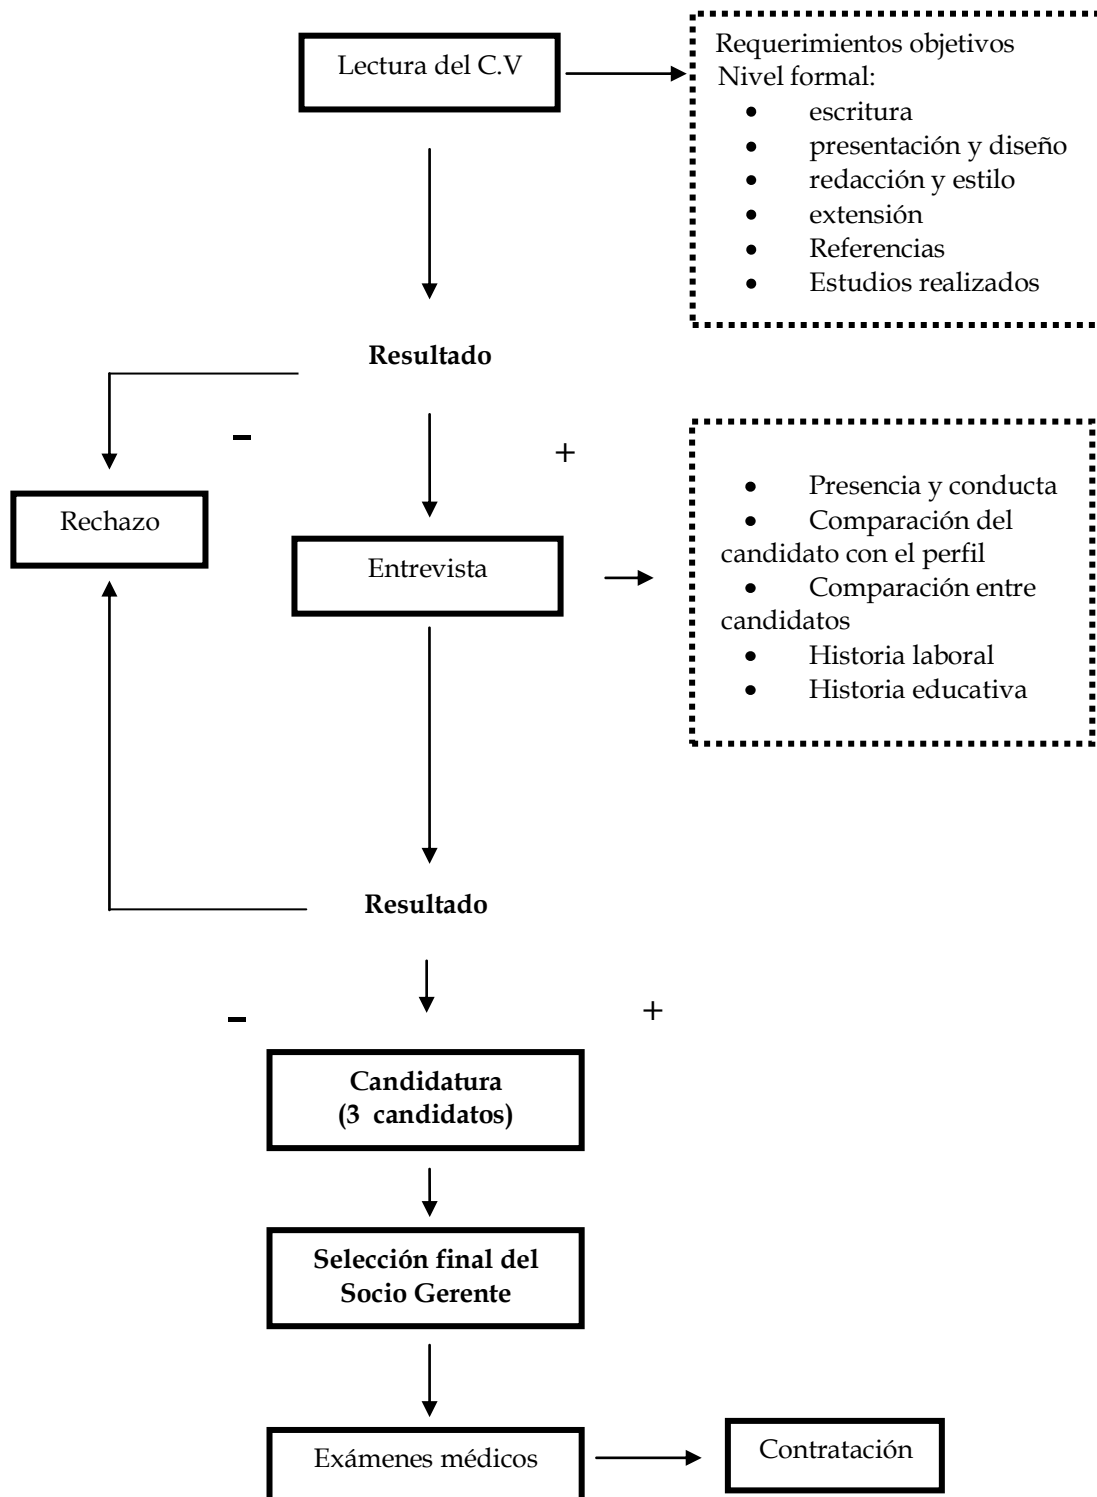 Lectura del C.V
Requerimientos objetivos
Nivel formal:
• escritura
• presentación y diseño
• redacción y estilo
• extensión
• Referencias
• Estudios realizados
Resultado
-
+
Rechazo
Entrevista
• Presencia y conducta
• Comparación del
candidato con el perfil
• Comparación entre
candidatos
• Historia laboral
• Historia educativa
Resultado
-
+
Candidatura
(3 candidatos)
Selección final del
Socio Gerente
Exámenes médicos
Contratación